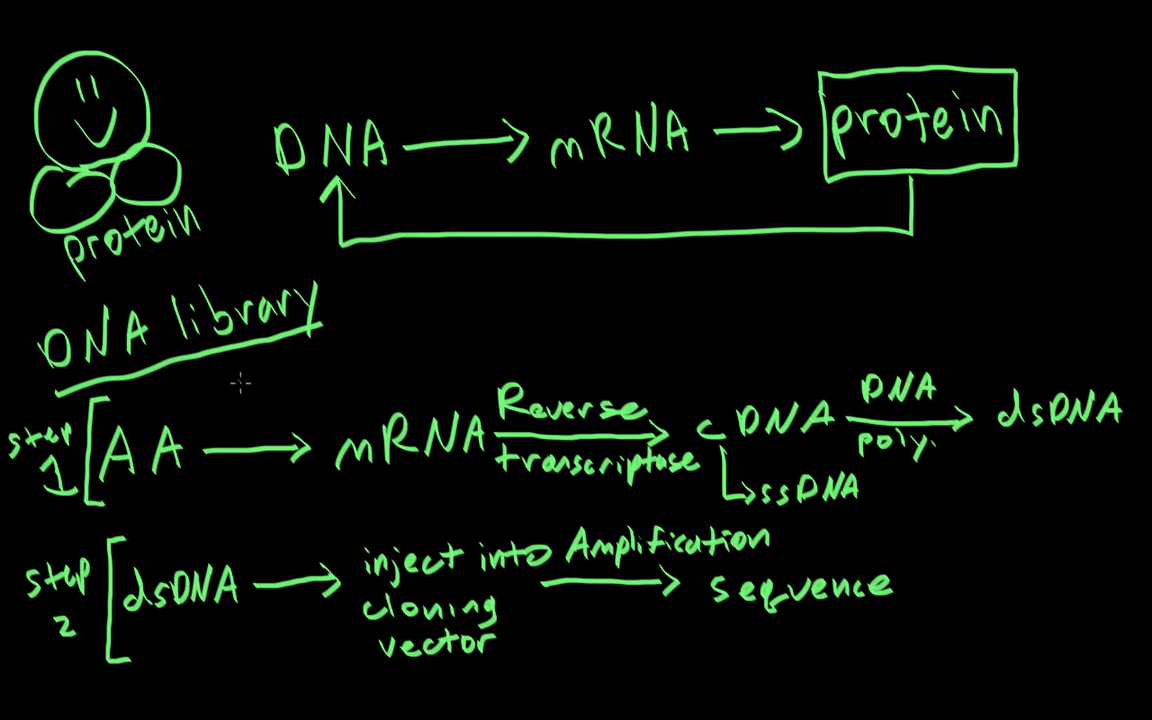 DNA → mRNA → protein
protein
DNA library
step 1 [AA → mRNA Reverse transcriptase → cDNA DNA poly. → dsDNA
↳ ssDNA
step 2 [dsDNA → inject into cloning vector Amplification → sequence